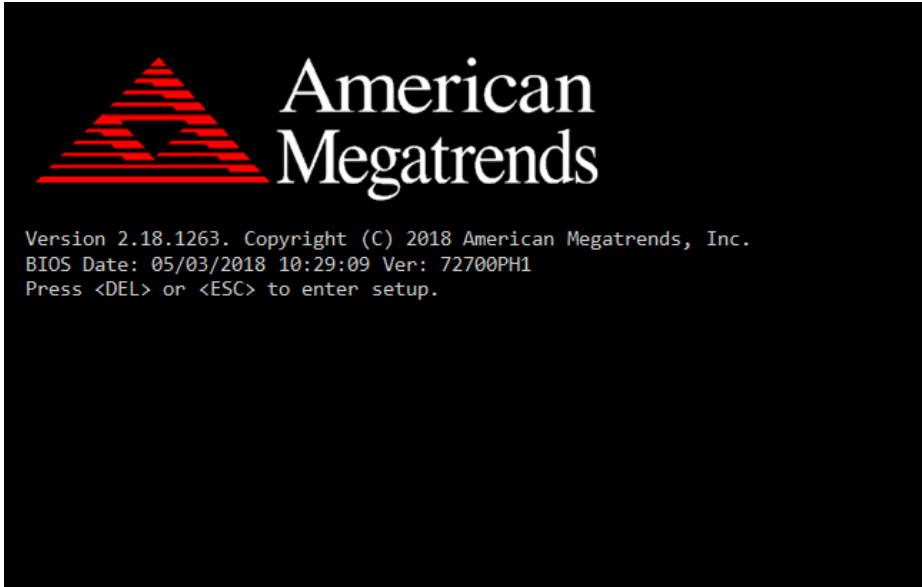 American
Megatrends
Version 2.18.1263. Copyright (C) 2018 American Megatrends, Inc.
BIOS Date: 05/03/2018 10:29:09 Ver: 72700PH1
Press <DEL> or <ESC> to enter setup.